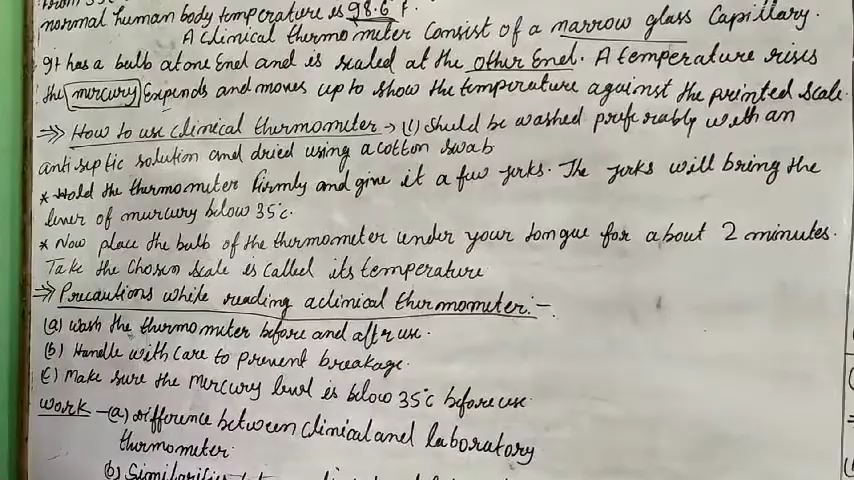 normal human body temperature is 98.6°F.
A clinical thermometer consist of a narrow glass Capillary.
It has a bulb at one End and is sealed at the other End. A temperature rises
the mercury Expends and moves up to show the temperature against the printed scale.
⇒ How to use clinical thermometer → (1) Should be washed preferably with an
antiseptic solution and dried using a cotton swab
* Hold the thermometer firmly and give it a few jerks. The jerks will bring the
lever of mercury below 35°c.
* Now place the bulb of the thermometer under your tongue for about 2 minutes.
Take the Chosen scale is called its temperature
⇒ Precautions while reading a clinical thermometer:-
(a) wash the thermometer before and after use.
(b) Handle with care to prevent breakage.
(c) Make sure the Mercury level is below 35°c before use
Work - (a) Difference between Clinical and laboratory
thermometer.
(b)